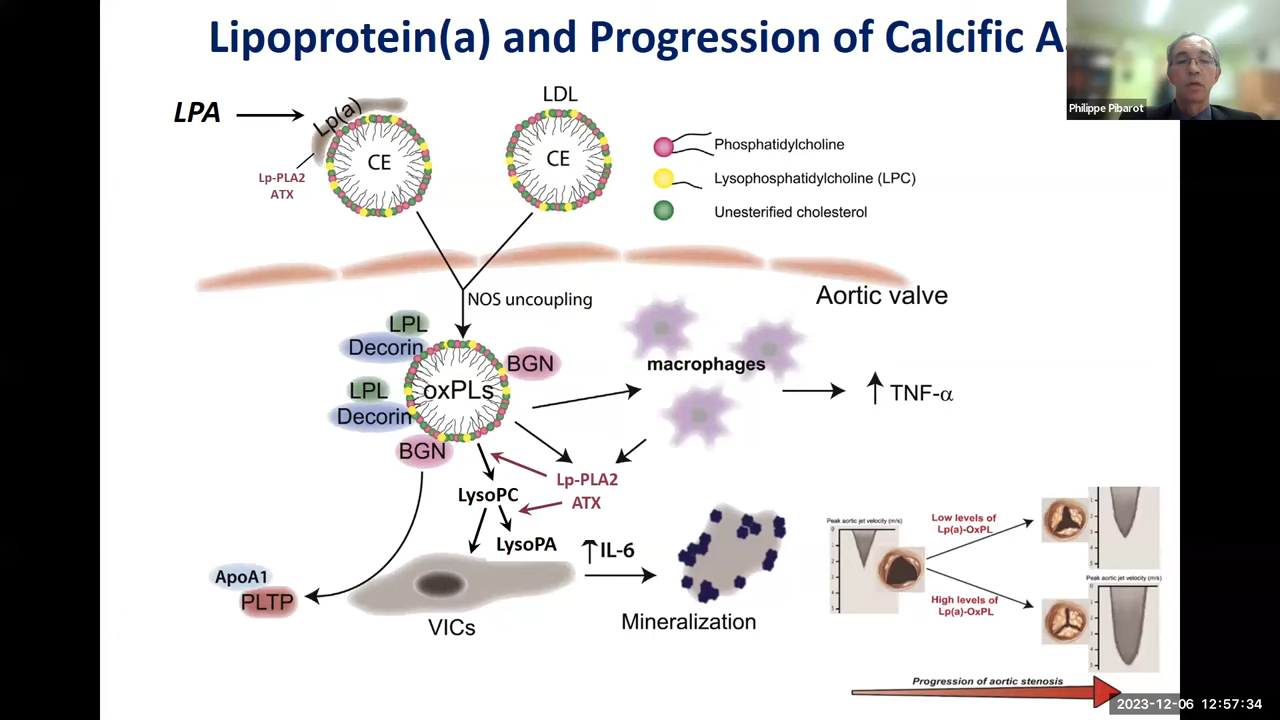 Lipoprotein(a) and Progression of Calcific A
Philippe Pibarot
LPA
Lp(a)
CE
Lp-PLA2
ATX
LDL
CE
Phosphatidylcholine
Lysophosphatidylcholine (LPC)
Unesterified cholesterol
NOS uncoupling
Aortic valve
LPL
Decorin
BGN
oxPLs
LPL
Decorin
BGN
macrophages
↑ TNF-α
Lp-PLA2
ATX
LysoPC
LysoPA
ApoA1
PLTP
VICs
↑IL-6
Mineralization
Peak aortic jet velocity (m/s)
Low levels of
Lp(a)-OxPL
High levels of
Lp(a)-OxPL
Peak aortic jet velocity (m/s)
Progression of aortic stenosis
2023-12-06 12:57:34